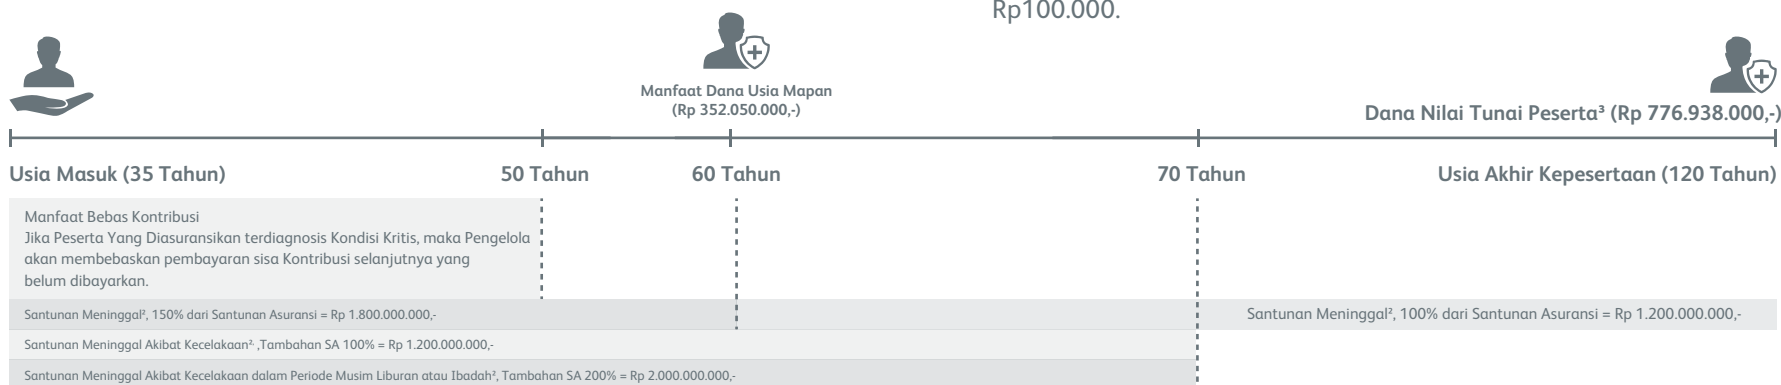 Rp100.000.
Manfaat Dana Usia Mapan
(Rp 352.050.000,-)
Dana Nilai Tunai Peserta³ (Rp 776.938.000,-)
Usia Masuk (35 Tahun)
50 Tahun
60 Tahun
70 Tahun
Usia Akhir Kepesertaan (120 Tahun)
Manfaat Bebas Kontribusi
Jika Peserta Yang Diasuransikan terdiagnosis Kondisi Kritis, maka Pengelola
akan membebaskan pembayaran sisa Kontribusi selanjutnya yang
belum dibayarkan.
Santunan Meninggal², 150% dari Santunan Asuransi = Rp 1.800.000.000,-
Santunan Meninggal², 100% dari Santunan Asuransi = Rp 1.200.000.000,-
Santunan Meninggal Akibat Kecelakaan²⋅ ,Tambahan SA 100% = Rp 1.200.000.000,-
Santunan Meninggal Akibat Kecelakaan dalam Periode Musim Liburan atau Ibadah², Tambahan SA 200% = Rp 2.000.000.000,-